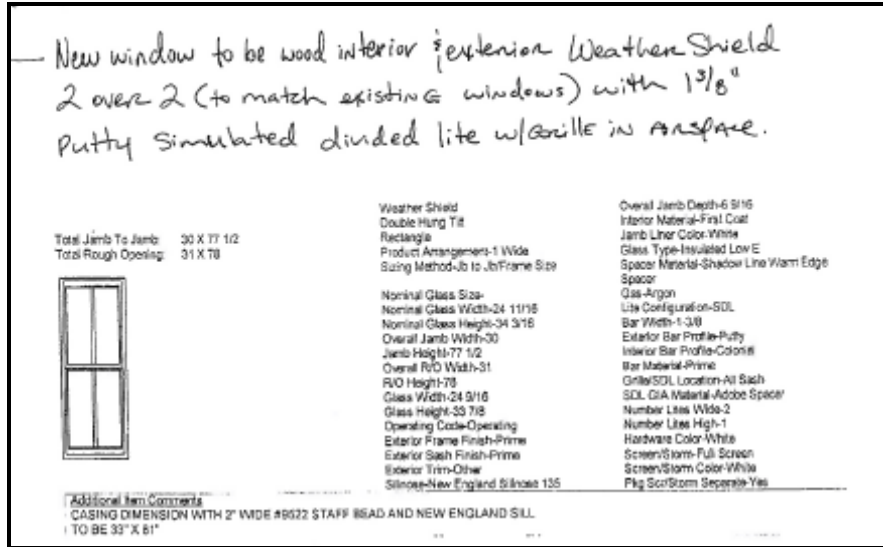 New window to be wood interior & exterior Weather Shield
2 over 2 (to match existing windows) with 1 3/8"
Putty Simulated divided lite w/Grille in AIRSPACE.
Total Jamb To Jamb: 30 X 77 1/2
Total Rough Opening: 31 X 78
Weather Shield
Double Hung Tilt
Rectangle
Product Arrangement-1 Wide
Sizing Method-Jb to Jb/Frame Size
Nominal Glass Size-
Nominal Glass Width-24 11/16
Nominal Glass Height-34 3/16
Overall Jamb Width-30
Jamb Height-77 1/2
Overall R/O Width-31
R/O Height-78
Glass Width-24 9/16
Glass Height-33 7/8
Operating Code-Operating
Exterior Frame Finish-Prime
Exterior Sash Finish-Prime
Exterior Trim-Other
Silnose-New England Silnose 135
Overall Jamb Depth-6 9/16
Interior Material-First Coat
Jamb Liner Color-White
Glass Type-Insulated Low E
Spacer Material-Shadow Line Warm Edge
Spacer
Gas-Argon
Lite Configuration-SDL
Bar Width-1-3/8
Exterior Bar Profile-Putty
Interior Bar Profile-Colonial
Bar Material-Prime
Grille/SDL Location-All Sash
SDL GIA Material-Adobe Spacer
Number Lites Wide-2
Number Lites High-1
Hardware Color-White
Screen/Storm-Full Screen
Screen/Storm Color-White
Pkg Scr/Storm Separate-Yes
Additional Item Comments
CASING DIMENSION WITH 2" WIDE #9522 STAFF BEAD AND NEW ENGLAND SILL
TO BE 33" X 81"